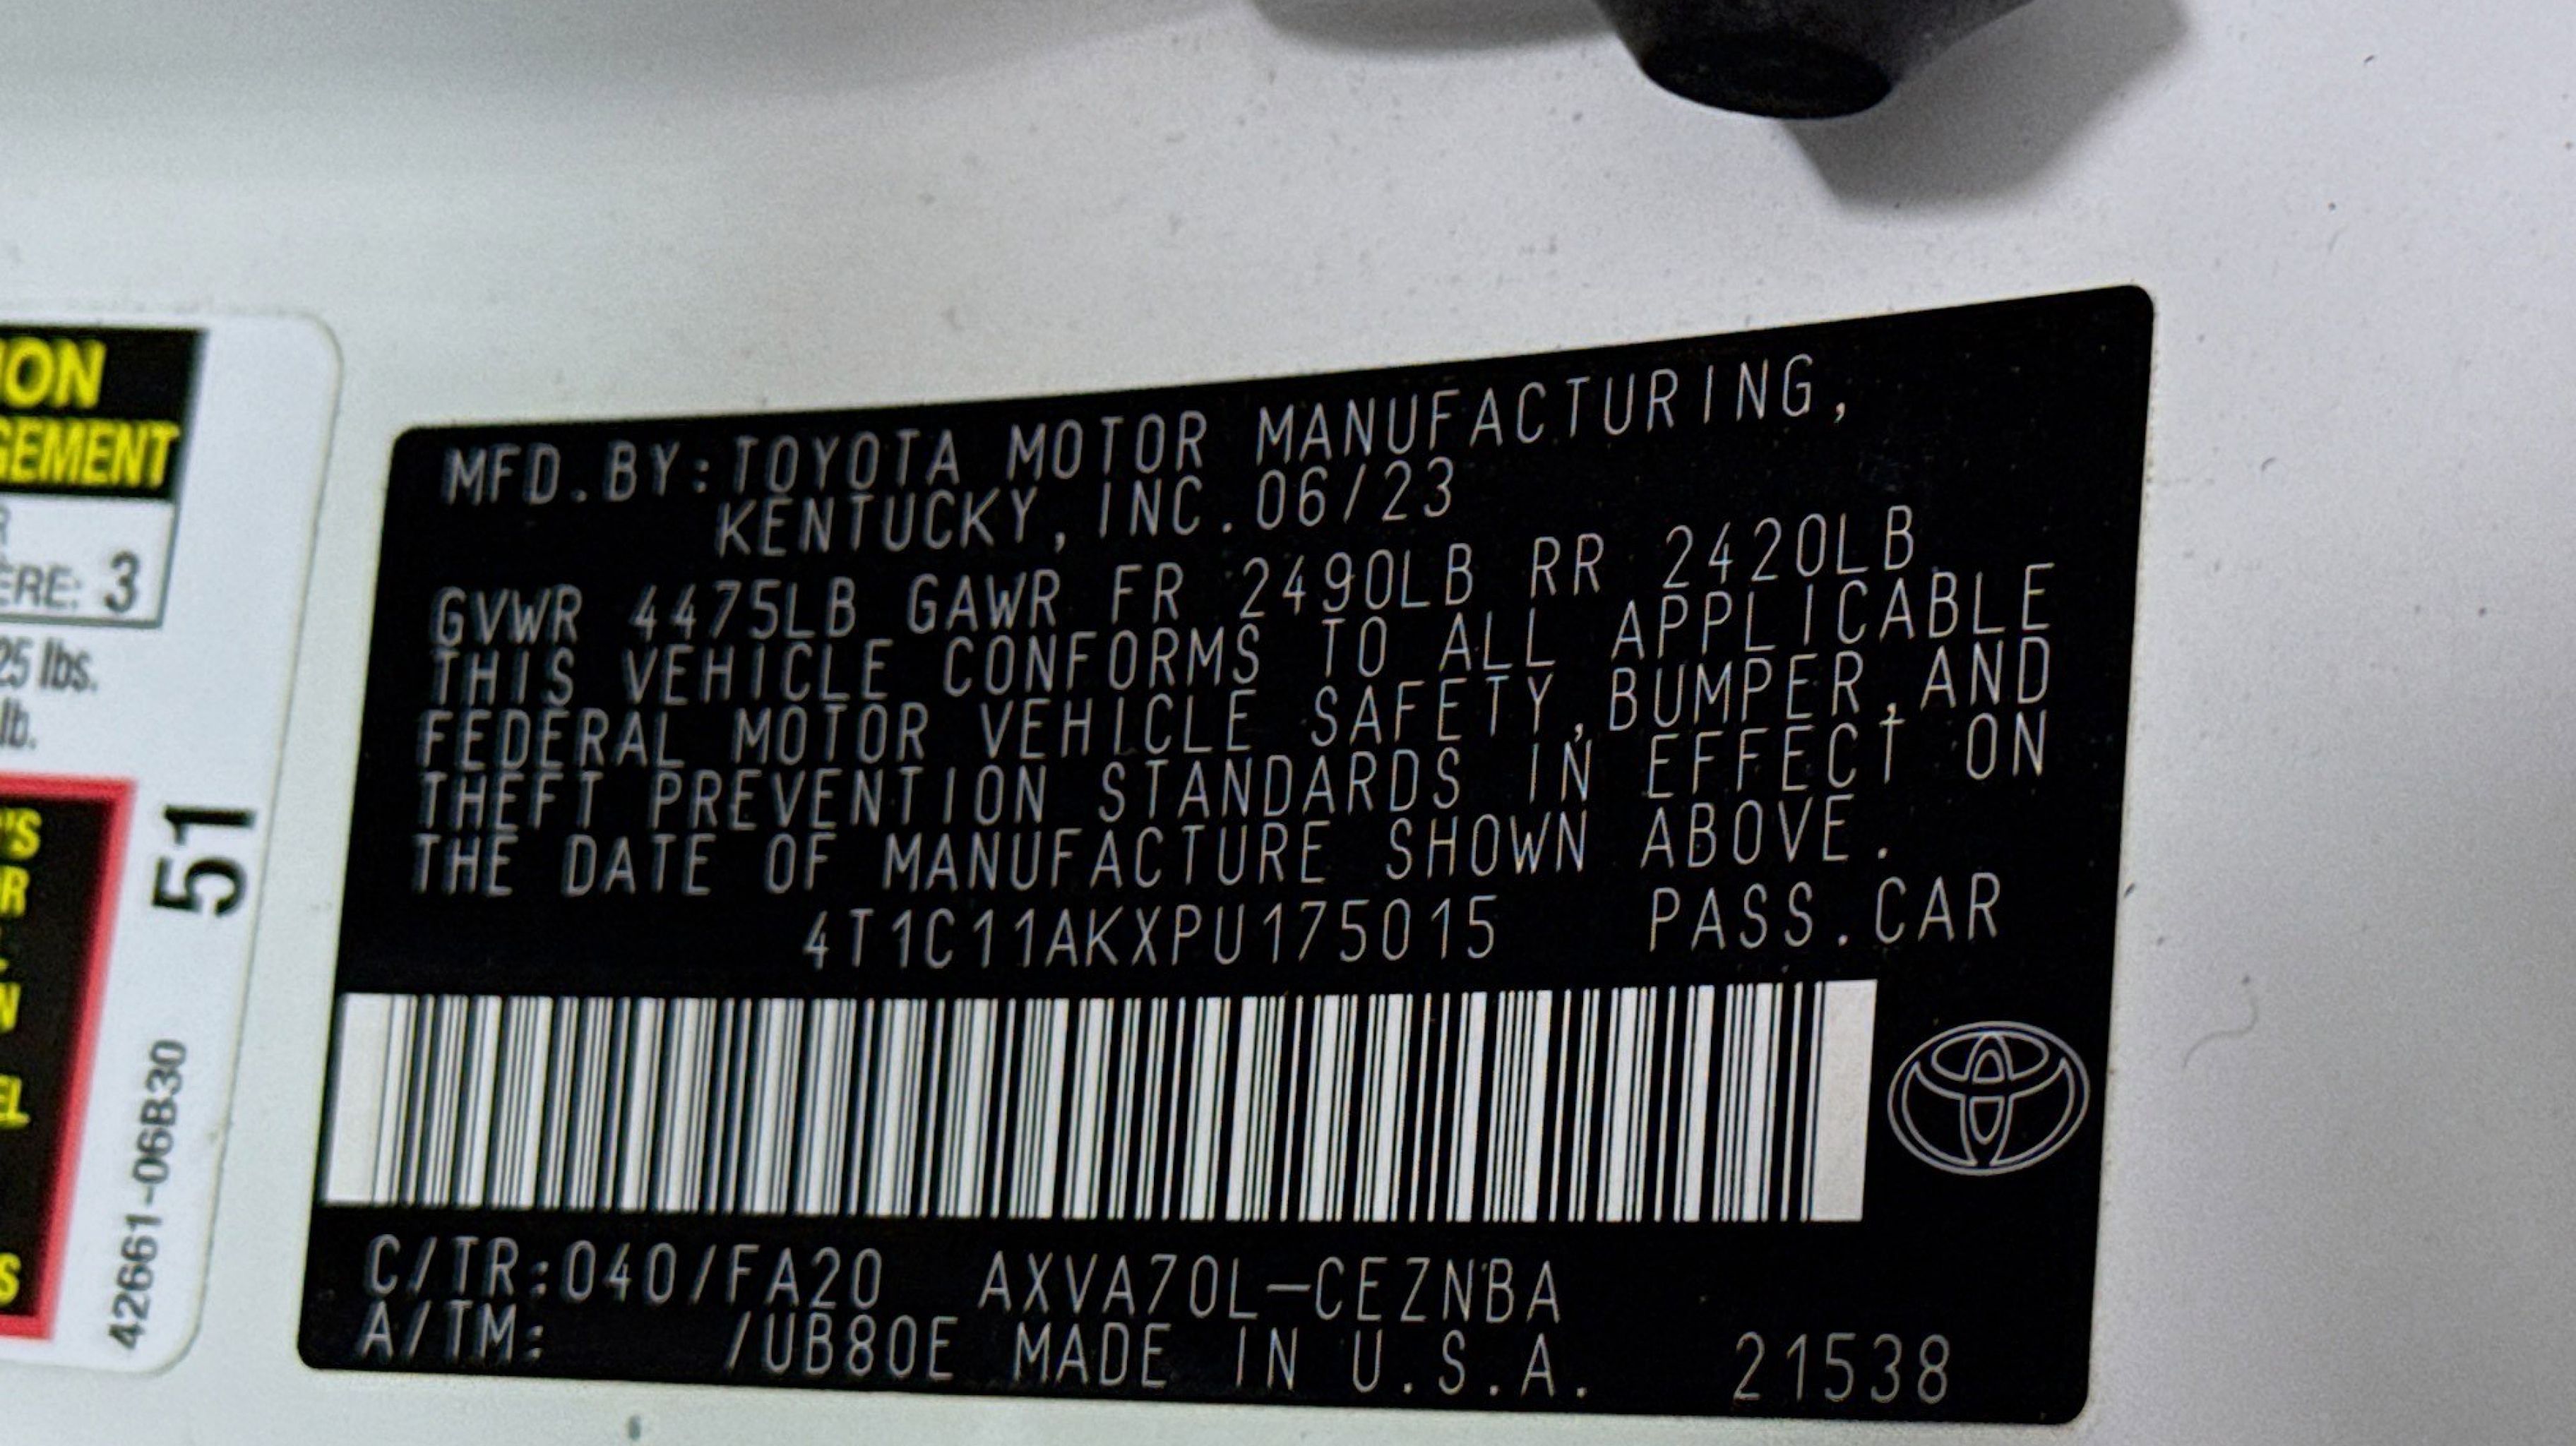 ION
GEMENT
ÈRE: 3
25 lbs.
lb.
51
42661-06B30
MFD.BY:TOYOTA MOTOR MANUFACTURING,
KENTUCKY, INC.06/23
GVWR 4475LB GAWR FR 2490LB RR 2420LB
THIS VEHICLE CONFORMS TO ALL APPLICABLE
FEDERAL MOTOR VEHICLE SAFETY,BUMPER,AND
THEFT PREVENTION STANDARDS IN EFFECT ON
THE DATE OF MANUFACTURE SHOWN ABOVE.
4T1C11AKXPU175015 PASS.CAR
C/TR:040/FA20 AXVA70L-CEZNBA
A/TM: /UB80E MADE IN U.S.A. 21538